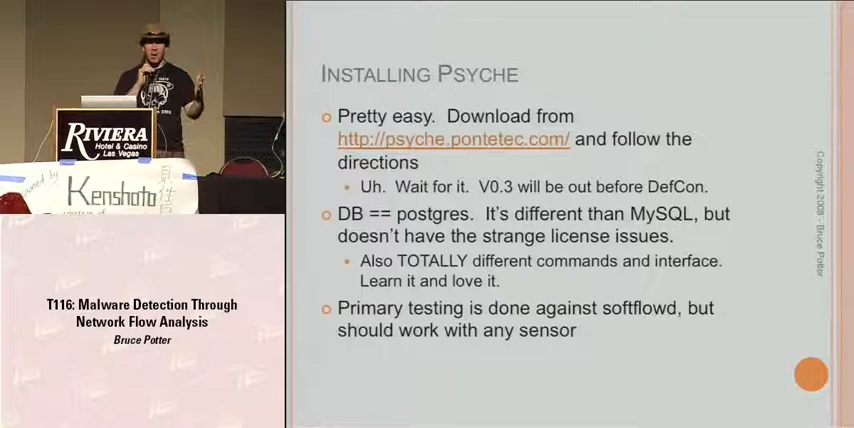 RIVIERA
Hotel & Casino
Las Vegas
Kenshoto
T116: Malware Detection Through
Network Flow Analysis
Bruce Potter
INSTALLING PSYCHE
Pretty easy. Download from
http://psyche.pontetec.com/ and follow the
directions
Uh. Wait for it. V0.3 will be out before DefCon.
DB == postgres. It's different than MySQL, but
doesn't have the strange license issues.
Also TOTALLY different commands and interface.
Learn it and love it.
Primary testing is done against softflowd, but
should work with any sensor
Copyright 2008 - Bruce Potter